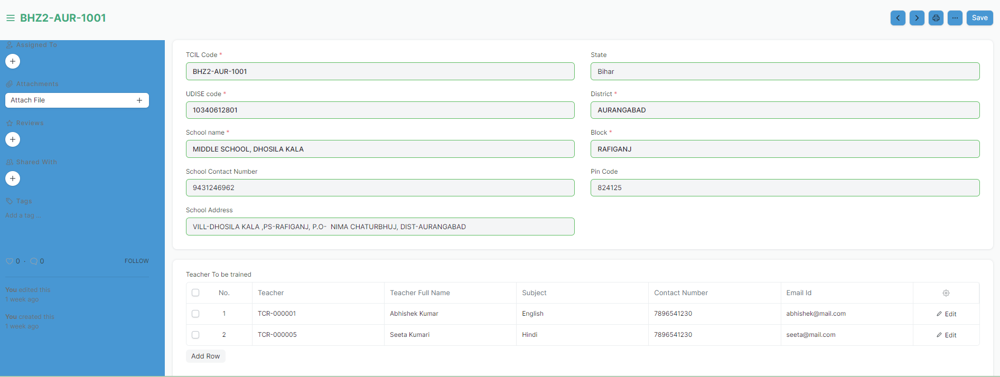 BHZ2-AUR-1001
Save
Assigned To
Attachments
Attach File
Reviews
Shared With
Tags
Add a tag ...
0 · 0 FOLLOW
You edited this
1 week ago
You created this
1 week ago
TCIL Code *
BHZ2-AUR-1001
State
Bihar
UDISE code *
10340612801
District *
AURANGABAD
School name *
MIDDLE SCHOOL, DHOSILA KALA
Block *
RAFIGANJ
School Contact Number
9431246962
Pin Code
824125
School Address
VILL-DHOSILA KALA ,PS-RAFIGANJ, P.O-  NIMA CHATURBHUJ, DIST-AURANGABAD
Teacher To be trained
No. Teacher Teacher Full Name Subject Contact Number Email Id
1 TCR-000001 Abhishek Kumar English 7896541230 abhishek@mail.com Edit
2 TCR-000005 Seeta Kumari Hindi 7896541230 seeta@mail.com Edit
Add Row